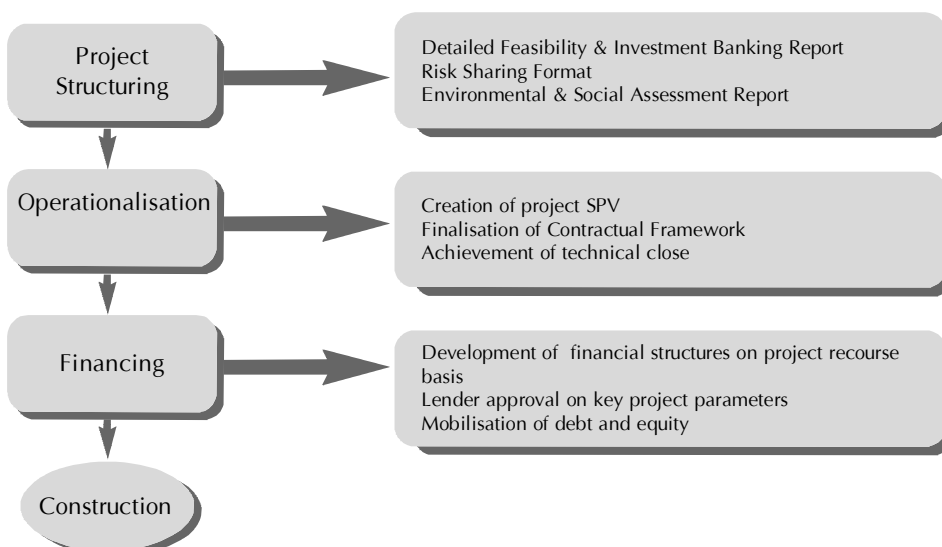 Project
Structuring
Detailed Feasibility & Investment Banking Report
Risk Sharing Format
Environmental & Social Assessment Report
Operationalisation
Creation of project SPV
Finalisation of Contractual Framework
Achievement of technical close
Financing
Development of financial structures on project recourse
basis
Lender approval on key project parameters
Mobilisation of debt and equity
Construction